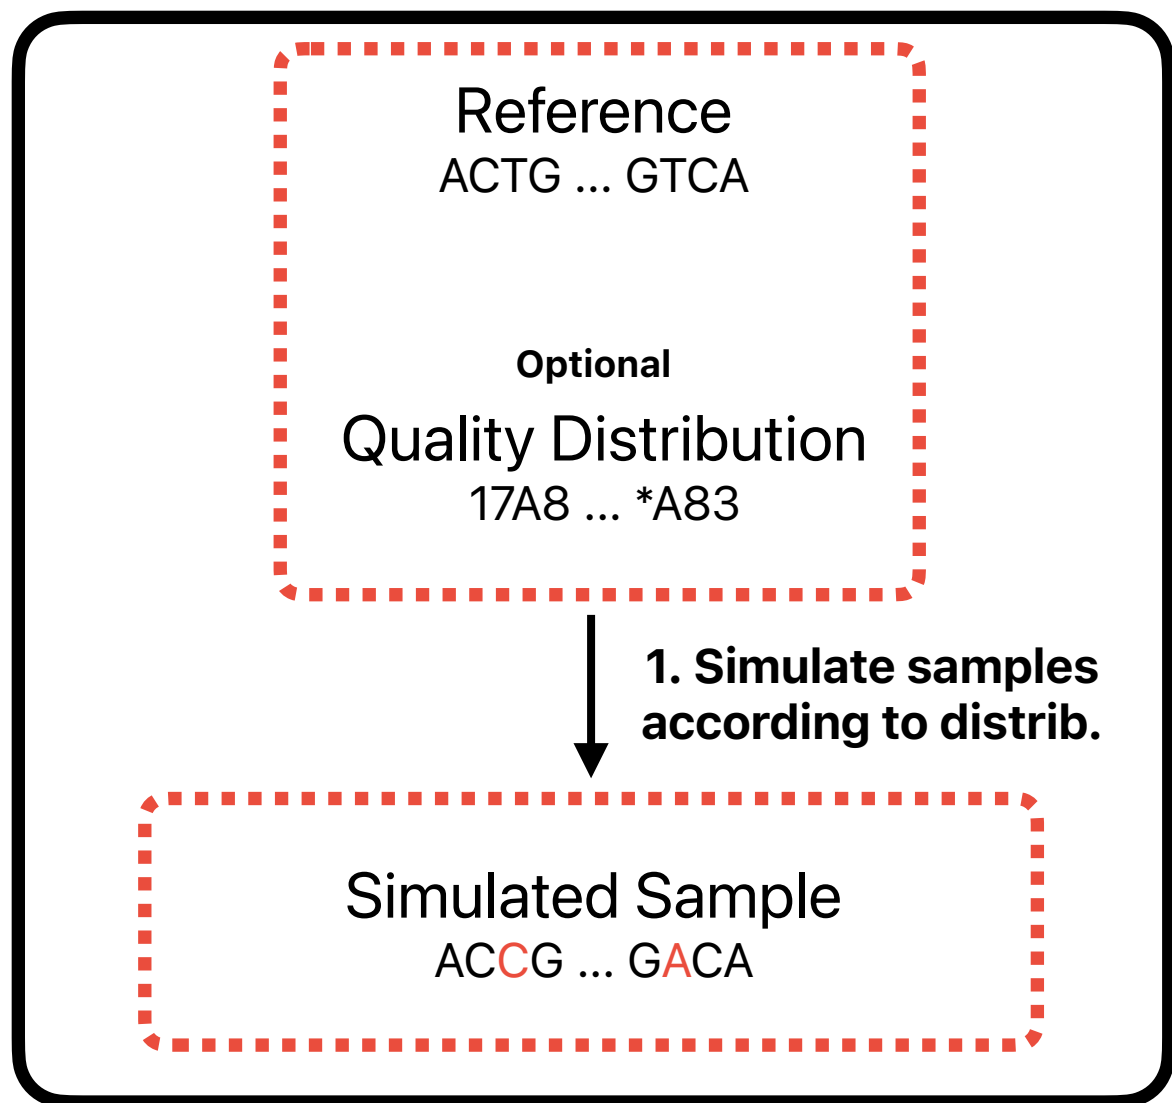 Reference
ACTG ... GTCA
Optional
Quality Distribution
17A8 ... *A83
1. Simulate samples
according to distrib.
Simulated Sample
ACCG ... GACA